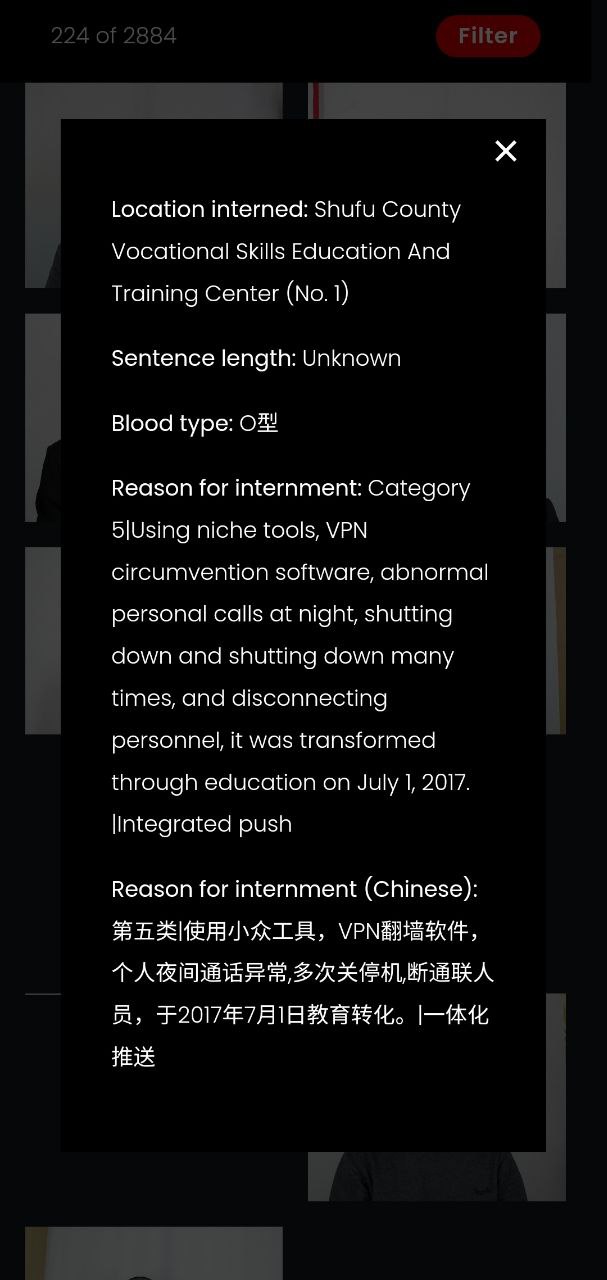 224 of 2884
Filter
Location interned: Shufu County
Vocational Skills Education And
Training Center (No. 1)
Sentence length: Unknown
Blood type: O型
Reason for internment: Category
5|Using niche tools, VPN
circumvention software, abnormal
personal calls at night, shutting
down and shutting down many
times, and disconnecting
personnel, it was transformed
through education on July 1, 2017.
|Integrated push
Reason for internment (Chinese):
第五类|使用小众工具，VPN翻墙软件，
个人夜间通话异常,多次关停机,断通联人
员，于2017年7月1日教育转化。|一体化
推送